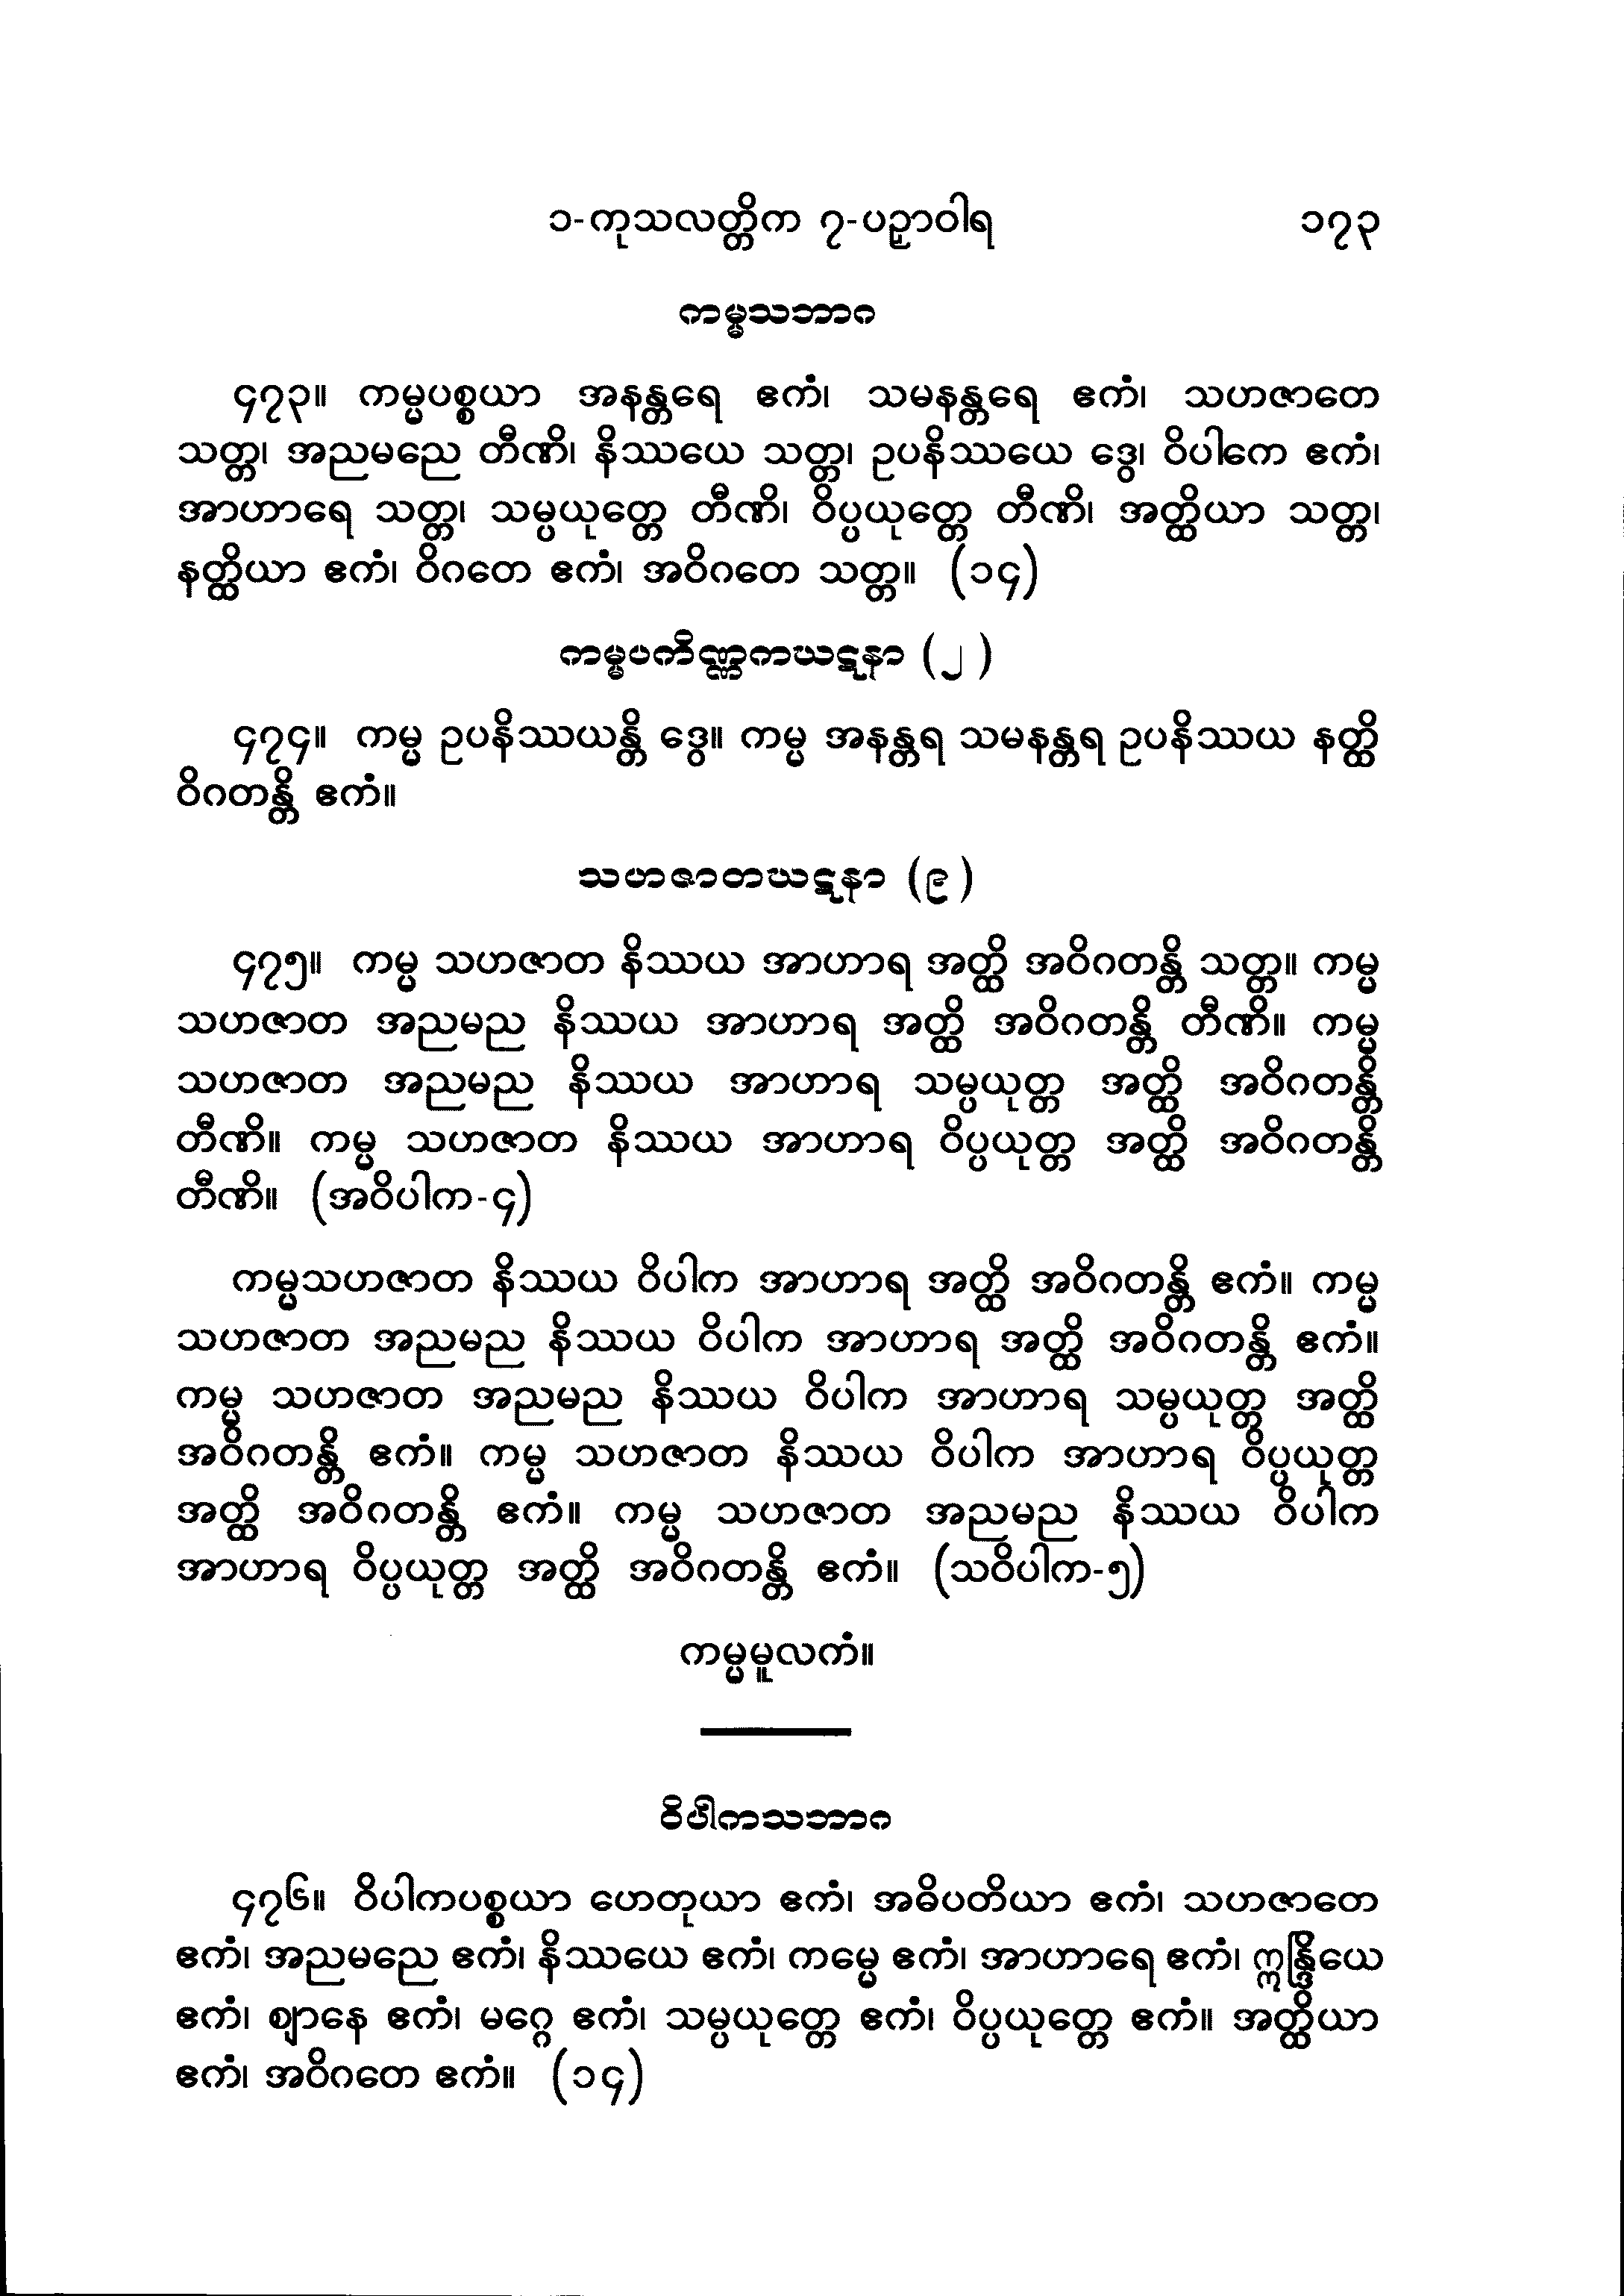 ၁-ကုသလတ္တိက ၇-ပဉှာဝါရ ၁၇၃
ကမ္မသဘာဂ
၄၇၃။ ကမ္မပစ္စယာ အနန္တရေ ဧကံ၊ သမနန္တရေ ဧကံ၊ သဟဇာတေ
သတ္တ၊ အညမညေ တီဏိ၊ နိဿယေ သတ္တ၊ ဥပနိဿယေ ဒွေ၊ ဝိပါကေ ဧကံ၊
အာဟာရေ သတ္တ၊ သမ္ပယုတ္တေ တီဏိ၊ ဝိပ္ပယုတ္တေ တီဏိ၊ အတ္ထိယာ သတ္တ၊
နတ္ထိယာ ဧကံ၊ ဝိဂတေ ဧကံ၊ အဝိဂတေ သတ္တ။ (၁၄)
ကမ္မပကိဏ္ဏကဃဋနာ (၂)
၄၇၄။ ကမ္မ ဥပနိဿယန္တိ ဒွေ။ ကမ္မ အနန္တရ သမနန္တရ ဥပနိဿယ နတ္ထိ
ဝိဂတန္တိ ဧကံ။
သဟဇာတဃဋနာ (၉)
၄၇၅။ ကမ္မ သဟဇာတ နိဿယ အာဟာရ အတ္ထိ အဝိဂတန္တိ သတ္တ။ ကမ္မ
သဟဇာတ အညမည နိဿယ အာဟာရ အတ္ထိ အဝိဂတန္တိ တီဏိ။ ကမ္မ
သဟဇာတ အညမည နိဿယ အာဟာရ သမ္ပယုတ္တ အတ္ထိ အဝိဂတန္တိ
တီဏိ။ ကမ္မ သဟဇာတ နိဿယ အာဟာရ ဝိပ္ပယုတ္တ အတ္ထိ အဝိဂတန္တိ
တီဏိ။ (အဝိပါက-၄)
ကမ္မသဟဇာတ နိဿယ ဝိပါက အာဟာရ အတ္ထိ အဝိဂတန္တိ ဧကံ။ ကမ္မ
သဟဇာတ အညမည နိဿယ ဝိပါက အာဟာရ အတ္ထိ အဝိဂတန္တိ ဧကံ။
ကမ္မ သဟဇာတ အညမည နိဿယ ဝိပါက အာဟာရ သမ္ပယုတ္တ အတ္ထိ
အဝိဂတန္တိ ဧကံ။ ကမ္မ သဟဇာတ နိဿယ ဝိပါက အာဟာရ ဝိပ္ပယုတ္တ
အတ္ထိ အဝိဂတန္တိ ဧကံ။ ကမ္မ သဟဇာတ အညမည နိဿယ ဝိပါက
အာဟာရ ဝိပ္ပယုတ္တ အတ္ထိ အဝိဂတန္တိ ဧကံ။ (သဝိပါက-၅)
ကမ္မမူလကံ။
ဝိပါကသဘာဂ
၄၇၆။ ဝိပါကပစ္စယာ ဟေတုယာ ဧကံ၊ အဓိပတိယာ ဧကံ၊ သဟဇာတေ
ဧကံ၊ အညမညေ ဧကံ၊ နိဿယေ ဧကံ၊ ကမ္မေ ဧကံ၊ အာဟာရေ ဧကံ၊ ဣန္ဒြိယေ
ဧကံ၊ ဈာနေ ဧကံ၊ မဂ္ဂေ ဧကံ၊ သမ္ပယုတ္တေ ဧကံ၊ ဝိပ္ပယုတ္တေ ဧကံ။ အတ္ထိယာ
ဧကံ၊ အဝိဂတေ ဧကံ။ (၁၄)